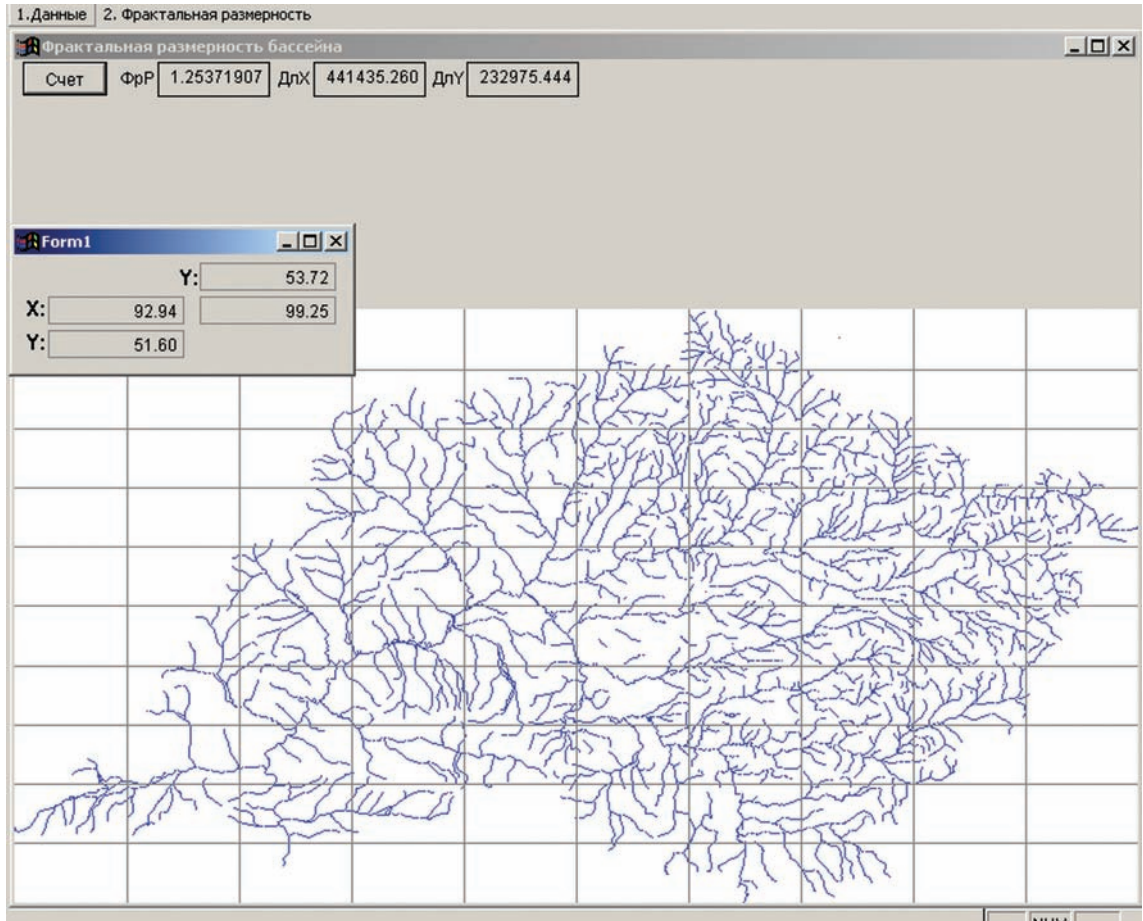 1.Данные 2. Фрактальная размерность
Фрактальная размерность бассейна
Счет ФрР 1.25371907 ДлX 441435.260 ДлY 232975.444
Form1
Y: 53.72
X: 92.94 99.25
Y: 51.60